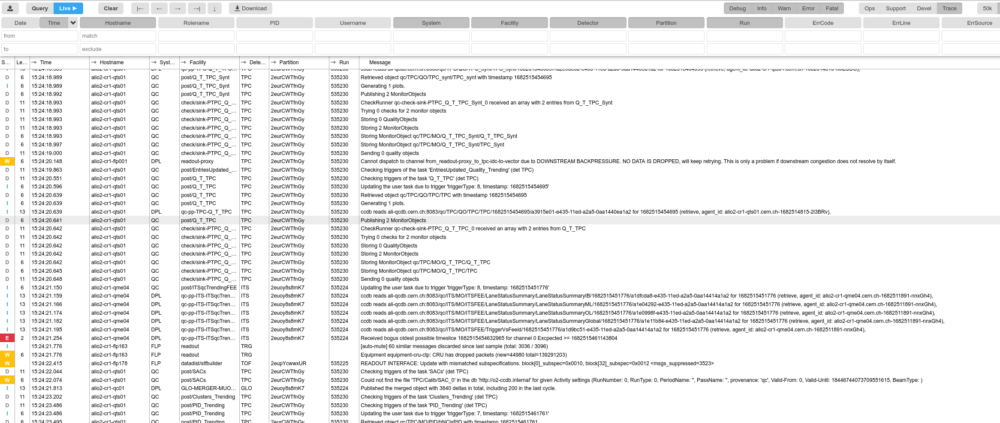 Query Live Clear |← ← → →| ↓ Download Debug Info Warn Error Fatal Ops Support Devel Trace 50k
Date Time Hostname Rolename PID Username System Facility Detector Partition Run ErrCode ErrLine ErrSource
from match
to exclude
S... Le... → Time → Hostname → Syst... → Facility → Dete... → Partition → Run Message
D 6 15:24:18.989 alio2-cr1-qts01 QC post/Q_T_TPC_Synt TPC 2eurCWTfnGy 535230 Retrieved object qc/TPC/QO/TPC_synt/TPC_synt with timestamp 1682515454695
I 6 15:24:18.989 alio2-cr1-qts01 QC post/Q_T_TPC_Synt TPC 2eurCWTfnGy 535230 Generating 1 plots.
D 6 15:24:18.992 alio2-cr1-qts01 QC post/Q_T_TPC_Synt TPC 2eurCWTfnGy 535230 Publishing 2 MonitorObjects
D 11 15:24:18.993 alio2-cr1-qts01 QC check/sink-PTPC_Q_... TPC 2eurCWTfnGy 535230 CheckRunner qc-check-sink-PTPC_Q_T_TPC_Synt_0 received an array with 2 entries from Q_T_TPC_Synt
D 11 15:24:18.993 alio2-cr1-qts01 QC check/sink-PTPC_Q_... TPC 2eurCWTfnGy 535230 Trying 0 checks for 2 monitor objects
D 11 15:24:18.993 alio2-cr1-qts01 QC check/sink-PTPC_Q_... TPC 2eurCWTfnGy 535230 Storing 0 QualityObjects
D 11 15:24:18.993 alio2-cr1-qts01 QC check/sink-PTPC_Q_... TPC 2eurCWTfnGy 535230 Storing 2 MonitorObjects
D 6 15:24:18.993 alio2-cr1-qts01 QC check/sink-PTPC_Q_... TPC 2eurCWTfnGy 535230 Storing MonitorObject qc/TPC/MO/Q_T_TPC_Synt/Q_T_TPC_Synt
D 6 15:24:18.997 alio2-cr1-qts01 QC check/sink-PTPC_Q_... TPC 2eurCWTfnGy 535230 Storing MonitorObject qc/TPC/MO/Q_T_TPC_Synt/TPC_Synt
D 11 15:24:19.000 alio2-cr1-qts01 QC check/sink-PTPC_Q_... TPC 2eurCWTfnGy 535230 Sending 0 quality objects
W 6 15:24:20.148 alio2-cr1-flp001 DPL readout-proxy TPC 2eurCWTfnGy 535230 Cannot dispatch to channel from_readout-proxy_to_tpc-idc-to-vector due to DOWNSTREAM BACKPRESSURE. NO DATA IS DROPPED, will keep retrying. This is only a problem if downstream congestion does not resolve by itself.
D 11 15:24:19.863 alio2-cr1-qts01 QC post/EntriesUpdated_... TPC 2eurCWTfnGy 535230 Checking triggers of the task 'EntriesUpdated_Quality_Trending' (det TPC)
D 11 15:24:20.551 alio2-cr1-qts01 QC post/Q_T_TPC TPC 2eurCWTfnGy 535230 Checking triggers of the task 'Q_T_TPC' (det TPC)
I 6 15:24:20.596 alio2-cr1-qts01 QC post/Q_T_TPC TPC 2eurCWTfnGy 535230 Updating the user task due to trigger 'triggerType: 8, timestamp: 1682515454695'
D 6 15:24:20.639 alio2-cr1-qts01 QC post/Q_T_TPC TPC 2eurCWTfnGy 535230 Retrieved object qc/TPC/QO/TPC/TPC with timestamp 1682515454695
I 6 15:24:20.639 alio2-cr1-qts01 QC post/Q_T_TPC TPC 2eurCWTfnGy 535230 Generating 1 plots.
I 13 15:24:20.639 alio2-cr1-qts01 DPL qc-pp-TPC-Q_T_TPC TPC 2eurCWTfnGy 535230 ccdb reads ali-qcdb.cern.ch:8083/qc/TPC/QO/TPC/TPC/1682515454695/a3915e01-e435-11ed-a2a5-0aa1440ea1a2 for 1682515454695 (retrieve, agent_id: alio2-cr1-qts01.cern.ch-1682514815-2I3BRv),
D 6 15:24:20.641 alio2-cr1-qts01 QC post/Q_T_TPC TPC 2eurCWTfnGy 535230 Publishing 2 MonitorObjects
D 11 15:24:20.642 alio2-cr1-qts01 QC check/sink-PTPC_Q_... TPC 2eurCWTfnGy 535230 CheckRunner qc-check-sink-PTPC_Q_T_TPC_0 received an array with 2 entries from Q_T_TPC
D 11 15:24:20.642 alio2-cr1-qts01 QC check/sink-PTPC_Q_... TPC 2eurCWTfnGy 535230 Trying 0 checks for 2 monitor objects
D 11 15:24:20.642 alio2-cr1-qts01 QC check/sink-PTPC_Q_... TPC 2eurCWTfnGy 535230 Storing 0 QualityObjects
D 11 15:24:20.642 alio2-cr1-qts01 QC check/sink-PTPC_Q_... TPC 2eurCWTfnGy 535230 Storing 2 MonitorObjects
D 6 15:24:20.642 alio2-cr1-qts01 QC check/sink-PTPC_Q_... TPC 2eurCWTfnGy 535230 Storing MonitorObject qc/TPC/MO/Q_T_TPC/Q_T_TPC
D 6 15:24:20.645 alio2-cr1-qts01 QC check/sink-PTPC_Q_... TPC 2eurCWTfnGy 535230 Storing MonitorObject qc/TPC/MO/Q_T_TPC/TPC
D 11 15:24:20.648 alio2-cr1-qts01 QC check/sink-PTPC_Q_... TPC 2eurCWTfnGy 535230 Sending 0 quality objects
I 6 15:24:21.150 alio2-cr1-qme04 QC post/ITSqcTrendingFEE ITS 2euoy8s8mK7 535224 Updating the user task due to trigger 'triggerType: 8, timestamp: 1682515451776'
I 13 15:24:21.159 alio2-cr1-qme04 DPL qc-pp-ITS-ITSqcTren... ITS 2euoy8s8mK7 535224 ccdb reads ali-qcdb.cern.ch:8083/qc/ITS/MO/ITSFEE/LaneStatusSummary/LaneStatusSummaryIB/1682515451776/a1dfcda8-e435-11ed-a2a5-0aa14414a1a2 for 1682515451776 (retrieve, agent_id: alio2-cr1-qme04.cern.ch-1682511891-nnxGh4),
I 13 15:24:21.166 alio2-cr1-qme04 DPL qc-pp-ITS-ITSqcTren... ITS 2euoy8s8mK7 535224 ccdb reads ali-qcdb.cern.ch:8083/qc/ITS/MO/ITSFEE/LaneStatusSummary/LaneStatusSummaryML/1682515451776/a1e04292-e435-11ed-a2a5-0aa14414a1a2 for 1682515451776 (retrieve, agent_id: alio2-cr1-qme04.cern.ch-1682511891-nnxGh4),
I 13 15:24:21.174 alio2-cr1-qme04 DPL qc-pp-ITS-ITSqcTren... ITS 2euoy8s8mK7 535224 ccdb reads ali-qcdb.cern.ch:8083/qc/ITS/MO/ITSFEE/LaneStatusSummary/LaneStatusSummaryOL/1682515451776/a1e0998f-e435-11ed-a2a5-0aa14414a1a2 for 1682515451776 (retrieve, agent_id: alio2-cr1-qme04.cern.ch-1682511891-nnxGh4),
I 13 15:24:21.182 alio2-cr1-qme04 DPL qc-pp-ITS-ITSqcTren... ITS 2euoy8s8mK7 535224 ccdb reads ali-qcdb.cern.ch:8083/qc/ITS/MO/ITSFEE/LaneStatusSummary/LaneStatusSummaryGlobal/1682515451776/a1e11b84-e435-11ed-a2a5-0aa14414a1a2 for 1682515451776 (retrieve, agent_id: alio2-cr1-qme04.cern.ch-1682511891-nnxGh4),
I 13 15:24:21.195 alio2-cr1-qme04 DPL qc-pp-ITS-ITSqcTren... ITS 2euoy8s8mK7 535224 ccdb reads ali-qcdb.cern.ch:8083/qc/ITS/MO/ITSFEE/TriggerVsFeeid/1682515451776/a1d9bc51-e435-11ed-a2a5-0aa14414a1a2 for 1682515451776 (retrieve, agent_id: alio2-cr1-qme04.cern.ch-1682511891-nnxGh4),
E 2 15:24:21.254 alio2-cr1-qme04 DPL qc-pp-ITS-ITSqcTren... ITS 2euoy8s8mK7 535224 Received bogus oldest possible timeslice 1682515454632965 for channel 0 Excpected >= 1682515461143804
I 15:24:21.776 alio2-cr1-flp163 FLP readout TRG [auto-mute] 60 similar messages discarded since last sample (total: 3036 / 3096)
W 6 15:24:21.776 alio2-cr1-flp163 FLP readout TRG Equipment equipment-cru-ctp: CRU has dropped packets (new=44980 total=139291203)
W 15:24:22.415 alio2-cr1-flp178 FLP datadist/stfbuilder TOF 2eupYcwwxUR 535225 READOUT INTERFACE: Update with mismatched subspecifications. block[0]_subspec=0x0010, block[32]_subspec=0x0012 <msgs_suppressed=3523>
D 11 15:24:22.044 alio2-cr1-qts01 QC post/SACs TPC 2eurCWTfnGy 535230 Checking triggers of the task 'SACs' (det TPC)
W 6 15:24:22.074 alio2-cr1-qts01 QC post/SACs TPC 2eurCWTfnGy 535230 Could not find the file 'TPC/Calib/SAC_0' in the db 'http://o2-ccdb.internal' for given Activity settings (RunNumber: 0, RunType: 0, PeriodName: '', PassName: '', provenance: 'qc', Valid-From: 0, Valid-Until: 18446744073709551615, BeamType: )
I 13 15:24:21.813 alio2-cr1-qc01 DPL GLO-MERGER-MUO... GLO 2euoy8s8mK7 535224 Published the merged object with 3840 deltas in total, including 200 in the last cycle.
D 11 15:24:23.202 alio2-cr1-qts01 QC post/Clusters_Trending TPC 2eurCWTfnGy 535230 Checking triggers of the task 'Clusters_Trending' (det TPC)
D 11 15:24:23.486 alio2-cr1-qts01 QC post/PID_Trending TPC 2eurCWTfnGy 535230 Checking triggers of the task 'PID_Trending' (det TPC)
I 6 15:24:23.486 alio2-cr1-qts01 QC post/PID_Trending TPC 2eurCWTfnGy 535230 Updating the user task due to trigger 'triggerType: 7, timestamp: 1682515461761'
D 6 15:24:23.495 alio2-cr1-qts01 QC post/PID_Trending TPC 2eurCWTfnGy 535230 Retrieved object qc/TPC/MO/PID/hNClsPID with timestamp 1682515461761